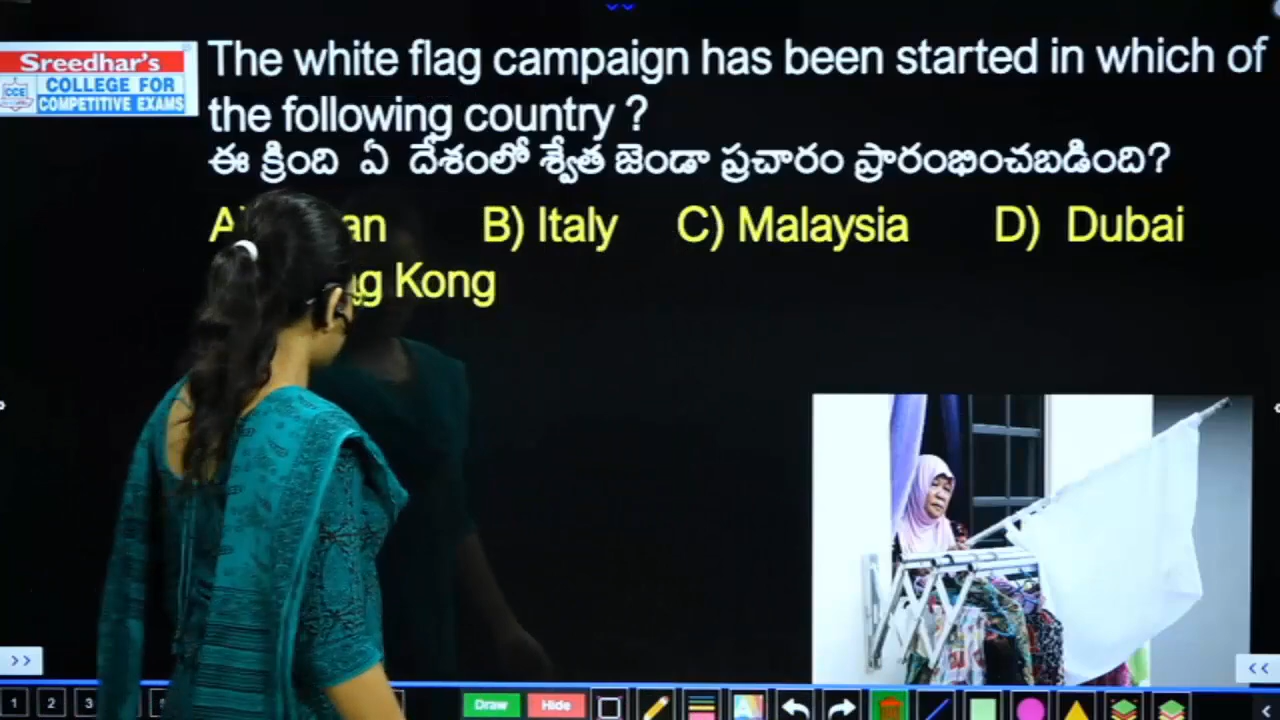 Sreedhar's
CCE
COLLEGE FOR
COMPETITIVE EXAMS
The white flag campaign has been started in which of
the following country ?
ఈ క్రింది ఏ దేశంలో శ్వేత జెండా ప్రచారం ప్రారంభించబడింది?
B) Italy C) Malaysia D) Dubai
Kong
>>
<<
1 2 3
Draw Hide
<